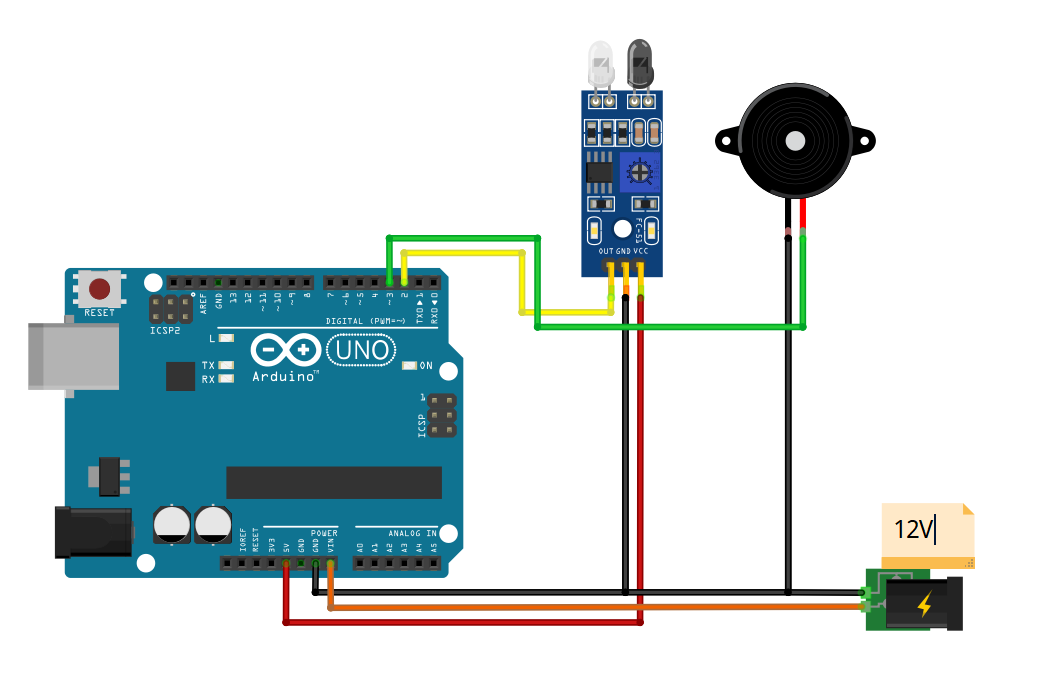 FC-51
OUT GND VCC
RESET
ICSP2
AREF
GND
13
12
~11
~10
~9
8
7
~6
~5
4
~3
2
TX0▶1
RX0◀0
DIGITAL (PWM=~)
L
TX
RX
UNO
Arduino™
ON
1
ICSP
POWER
ANALOG IN
IOREF
RESET
3V3
5V
GND
GND
VIN
A0
A1
A2
A3
A4
A5
12V